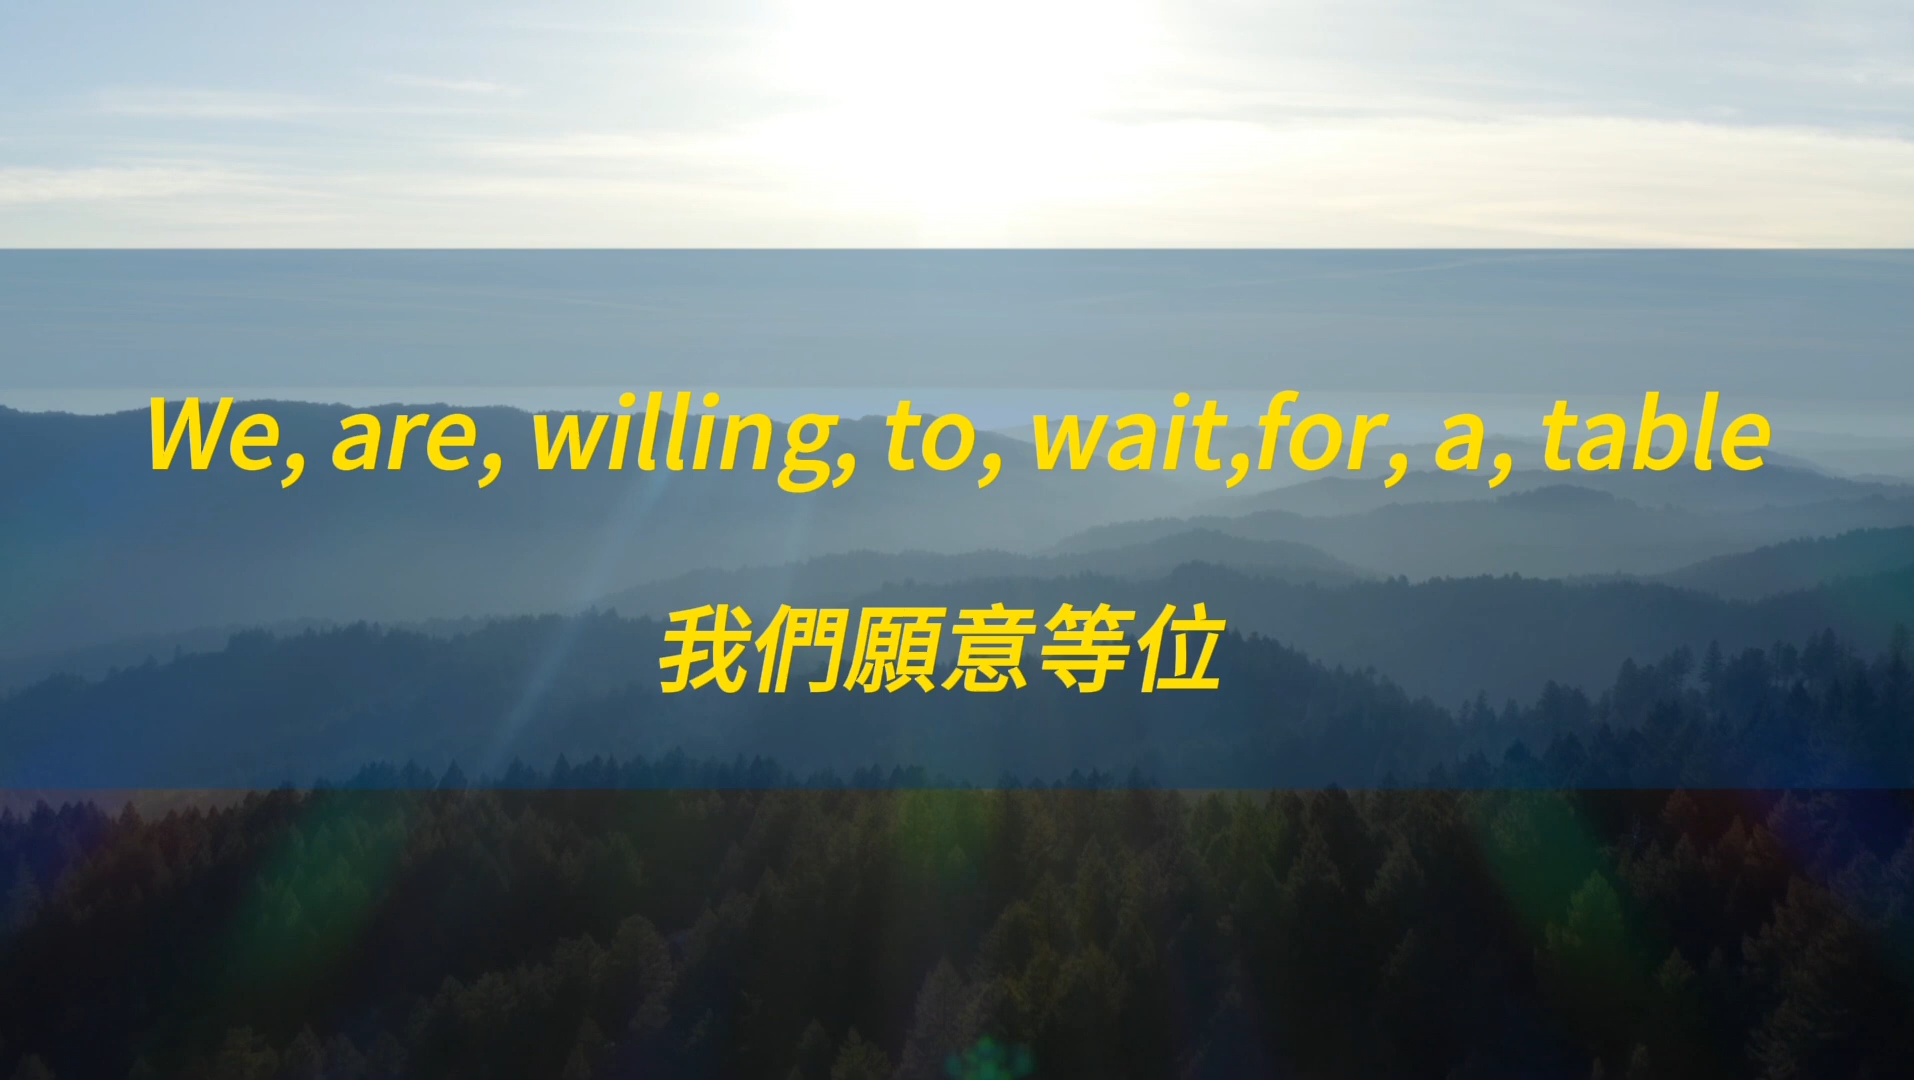 We, are, willing, to, wait,for, a, table
我們願意等位